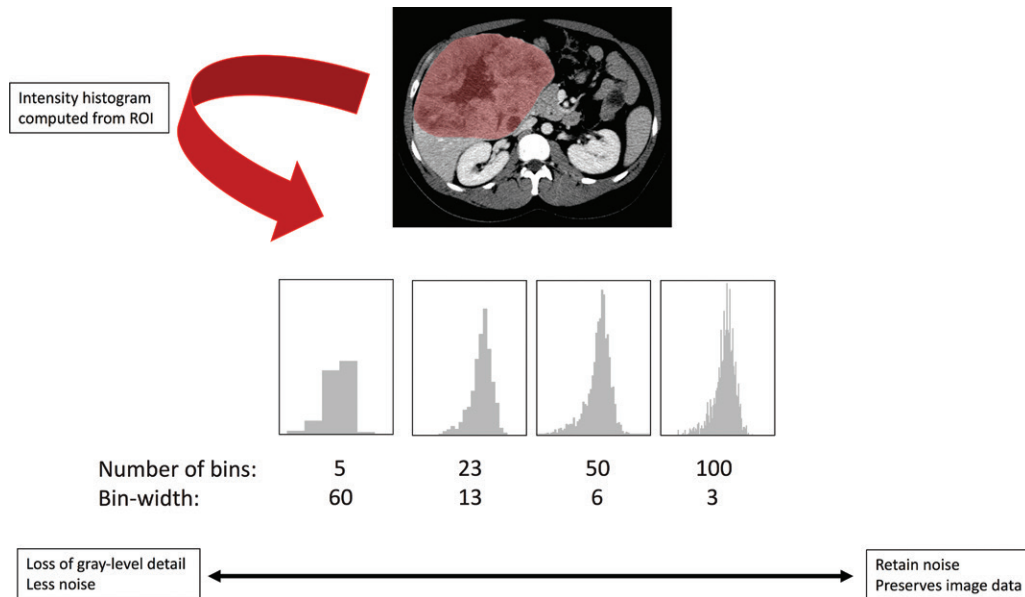 Intensity histogram
computed from ROI
Number of bins: 5 23 50 100
Bin-width: 60 13 6 3
Loss of gray-level detail
Less noise
Retain noise
Preserves image data